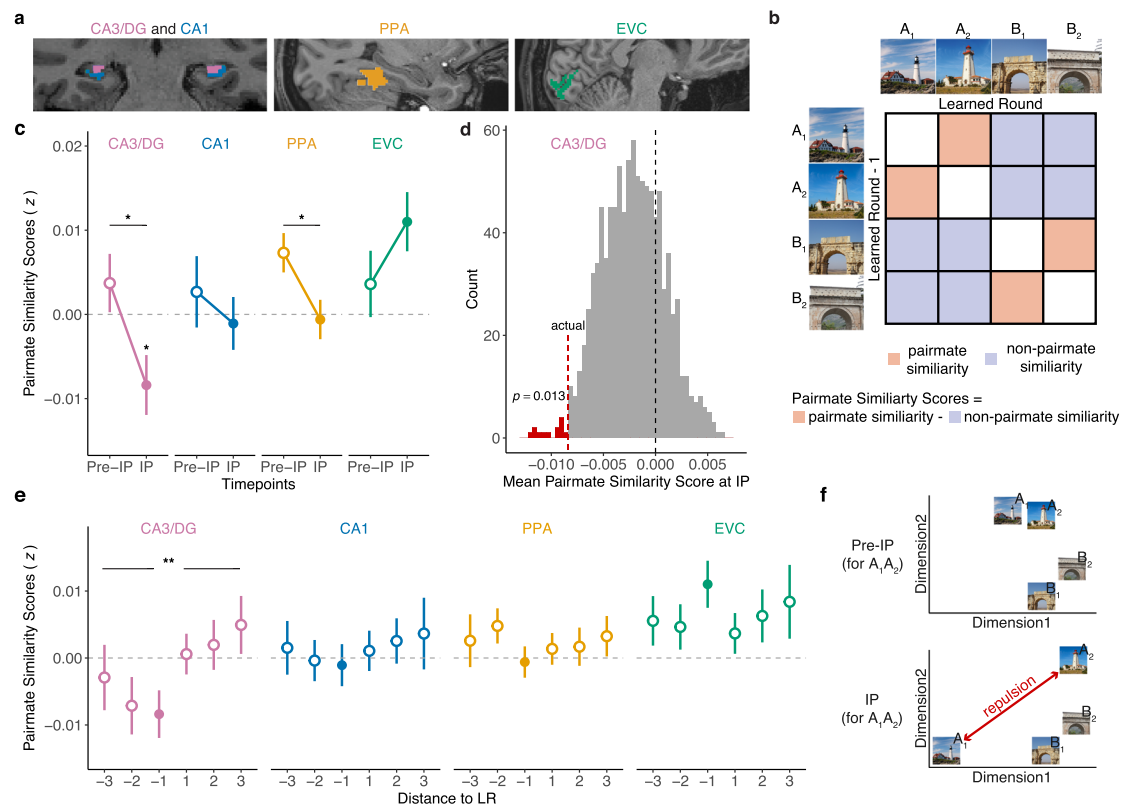 a
CA3/DG and CA1
PPA
EVC
b
A1 A2 B1 B2
Learned Round
A1
A2
B1
B2
Learned Round - 1
pairmate similiarity
non-pairmate similiarity
Pairmate Similiarty Scores =
pairmate similiarity - non-pairmate similiarity
c
CA3/DG CA1 PPA EVC
Pairmate Similarity Scores ( z )
0.02
0.01
0.00
−0.01
*
*
*
Pre−IP IP Pre−IP IP Pre−IP IP Pre−IP IP
Timepoints
d
CA3/DG
Count
60
40
20
0
actual
p = 0.013
−0.010 −0.005 0.000 0.005
Mean Pairmate Similarity Score at IP
e
CA3/DG CA1 PPA EVC
Pairmate Similarity Scores ( z )
0.01
0.00
−0.01
**
−3 −2 −1 1 2 3 −3 −2 −1 1 2 3 −3 −2 −1 1 2 3 −3 −2 −1 1 2 3
Distance to LR
f
Pre-IP
(for A1A2)
Dimension2
A1
A2
B2
B1
Dimension1
IP
(for A1A2)
Dimension2
repulsion
A2
B2
A1
B1
Dimension1